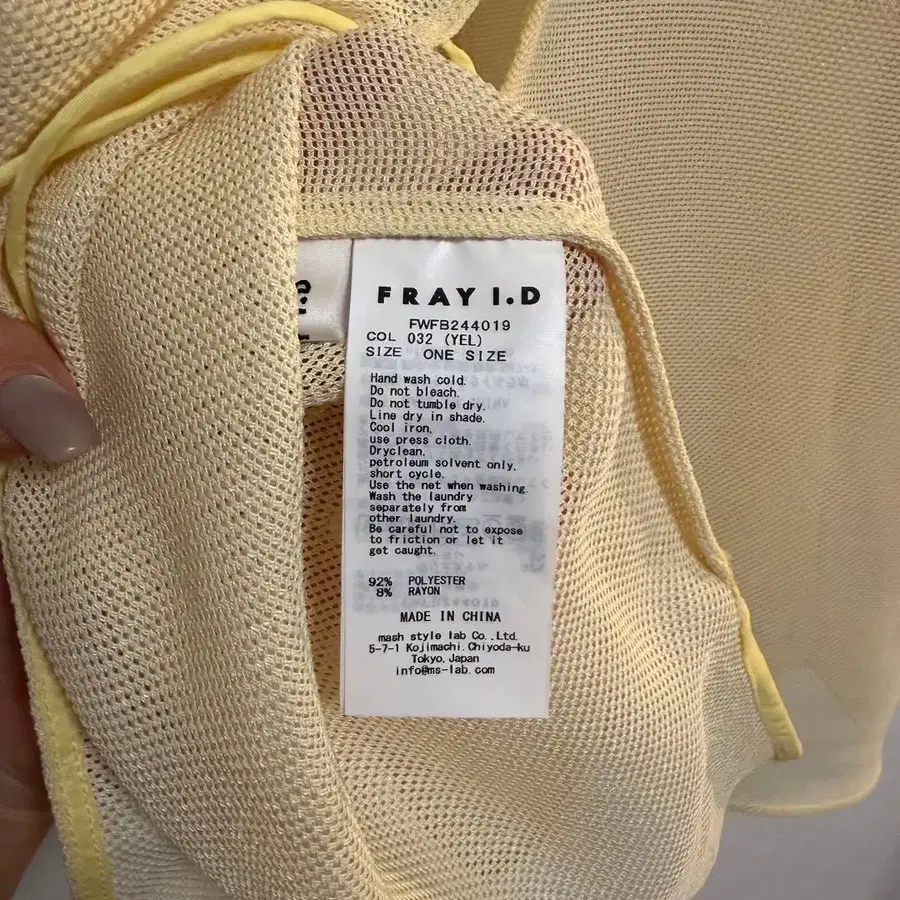 FRAY I.D
FWFB244019
COL 032 (YEL)
SIZE ONE SIZE
Hand wash cold.
Do not bleach.
Do not tumble dry.
Line dry in shade.
Cool iron,
use press cloth.
Dryclean,
petroleum solvent only,
short cycle.
Use the net when washing.
Wash the laundry
separately from
other laundry.
Be careful not to expose
to friction or let it
get caught.
92% POLYESTER
8% RAYON
MADE IN CHINA
mash style lab Co.,Ltd.
5-7-1 Kojimachi.Chiyoda-ku
Tokyo.Japan
info@ms-lab.com